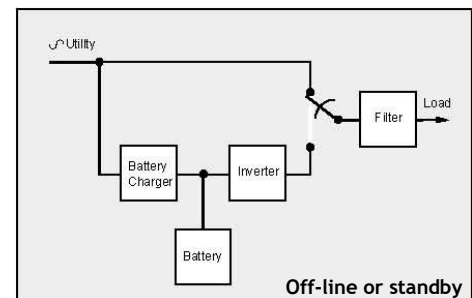 Utility
Load
Filter
Battery
Charger
Inverter
Battery
Off-line or standby